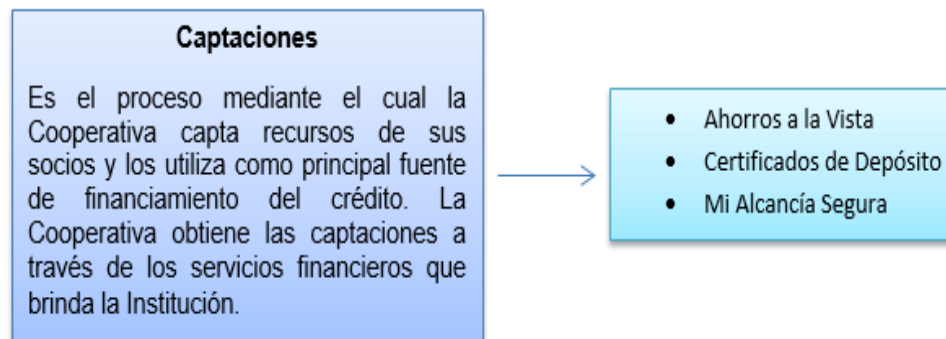 Captaciones
Es el proceso mediante el cual la
Cooperativa capta recursos de sus
socios y los utiliza como principal fuente
de financiamiento del crédito. La
Cooperativa obtiene las captaciones a
través de los servicios financieros que
brinda la Institución.
• Ahorros a la Vista
• Certificados de Depósito
• Mi Alcancía Segura